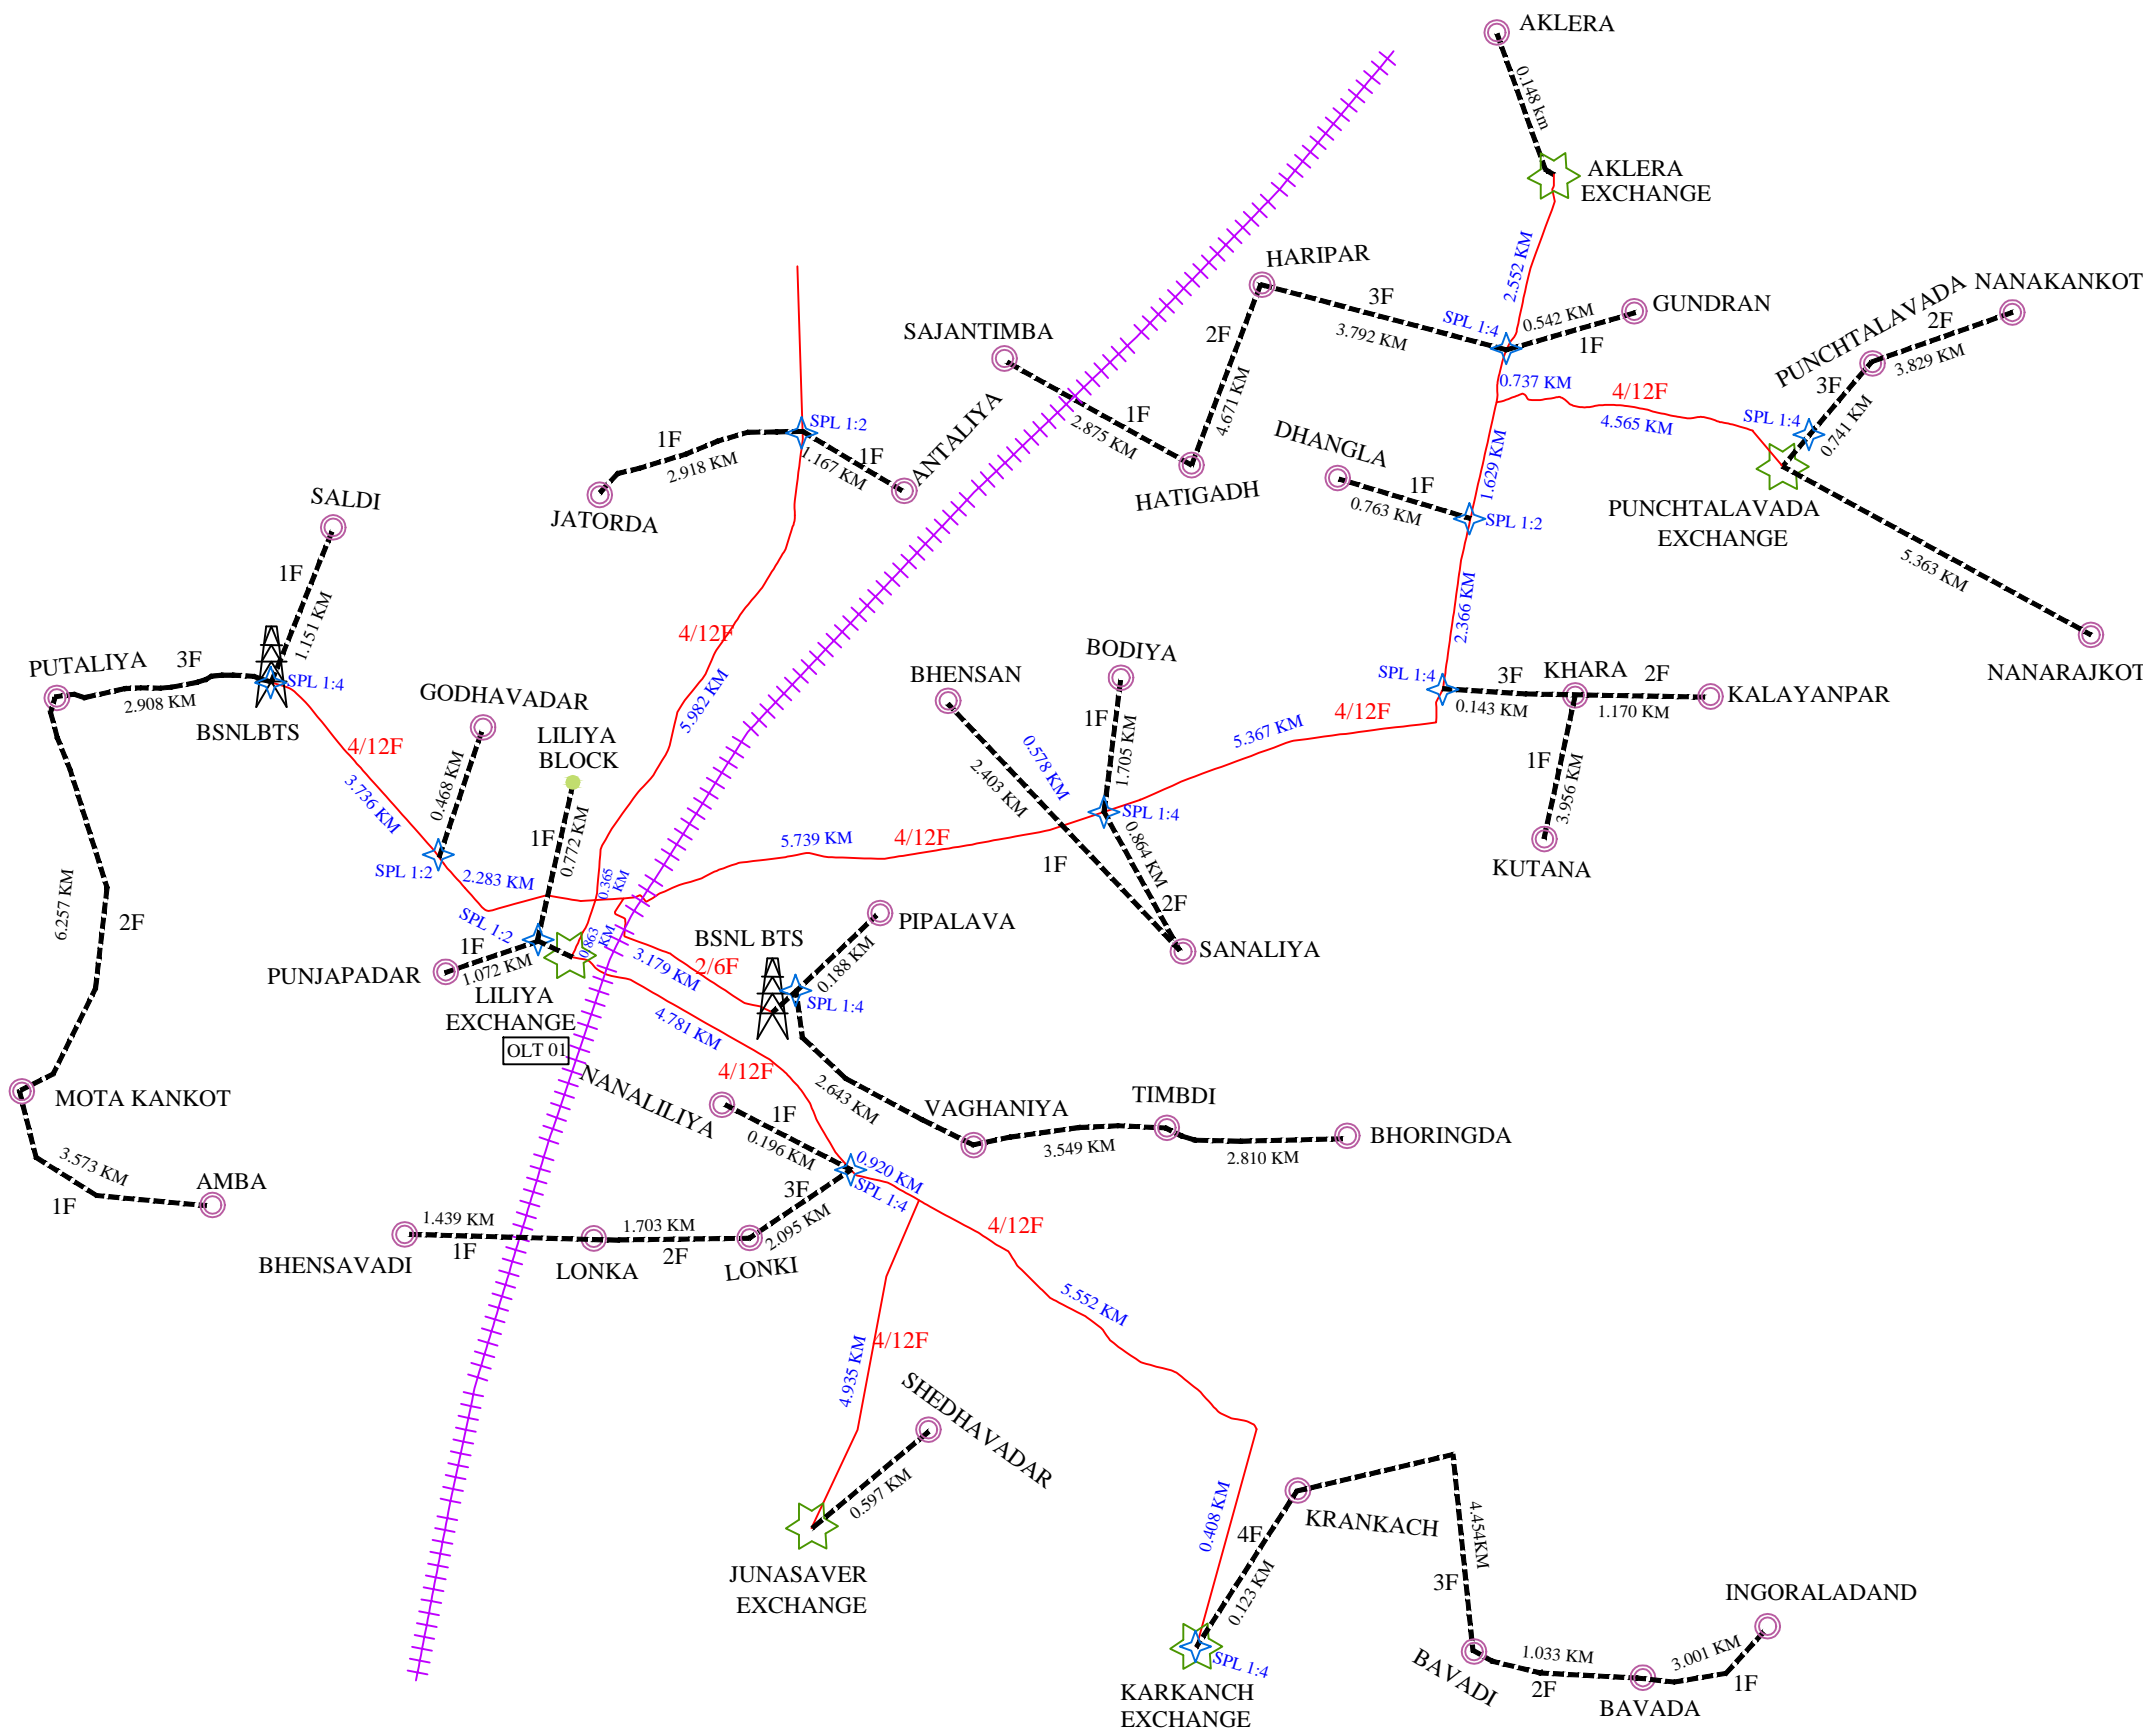 AKLERA
0.148 km
AKLERA
EXCHANGE
2.552 KM
HARIPAR
3F
3.792 KM
SPL 1:4
0.542 KM
1F
GUNDRAN
PUNCHTALAVADA
NANAKANKOT
2F
3.829 KM
SAJANTIMBA
2F
4.671 KM
1F
2.875 KM
HATIGADH
0.737 KM
4/12F
4.565 KM
SPL 1:4
3F
0.741 KM
PUNCHTALAVADA
EXCHANGE
5.363 KM
NANARAJKOT
DHANGLA
1F
0.763 KM
1.629 KM
SPL 1:2
2.366 KM
SPL 1:2
1F
2.918 KM
JATORDA
1F
1.167 KM
ANTALIYA
SALDI
1F
1.151 KM
PUTALIYA
3F
2.908 KM
SPL 1:4
BSNLBTS
4/12F
3.736 KM
GODHAVADAR
0.468 KM
SPL 1:2
2.283 KM
LILIYA
BLOCK
1F
0.772 KM
4/12F
5.982 KM
0.365
KM
0.863
KM
BHENSAN
2.403 KM
0.578 KM
1F
BODIYA
1F
1.705 KM
SPL 1:4
0.864 KM
2F
SANALIYA
5.739 KM
4/12F
5.367 KM
4/12F
SPL 1:4
3F
0.143 KM
KHARA
2F
1.170 KM
KALAYANPAR
1F
3.956 KM
KUTANA
6.257 KM
2F
SPL 1:2
1F
1.072 KM
PUNJAPADAR
LILIYA
EXCHANGE
OLT 01
3.179 KM
2/6F
BSNL BTS
PIPALAVA
0.188 KM
SPL 1:4
4.781 KM
4/12F
2.643 KM
VAGHANIYA
3.549 KM
TIMBDI
2.810 KM
BHORINGDA
MOTA KANKOT
3.573 KM
1F
AMBA
NANALILIYA
1F
0.196 KM
0.920 KM
SPL 1:4
3F
2.095 KM
LONKI
1.703 KM
2F
LONKA
1.439 KM
1F
BHENSAVADI
4/12F
5.552 KM
4.935 KM
4/12F
SHEDHAVADAR
0.597 KM
JUNASAVER
EXCHANGE
0.408 KM
4F
0.123 KM
KRANKACH
4.454KM
3F
BAVADI
1.033 KM
2F
BAVADA
3.001 KM
1F
INGORALADAND
SPL 1:4
KARKANCH
EXCHANGE